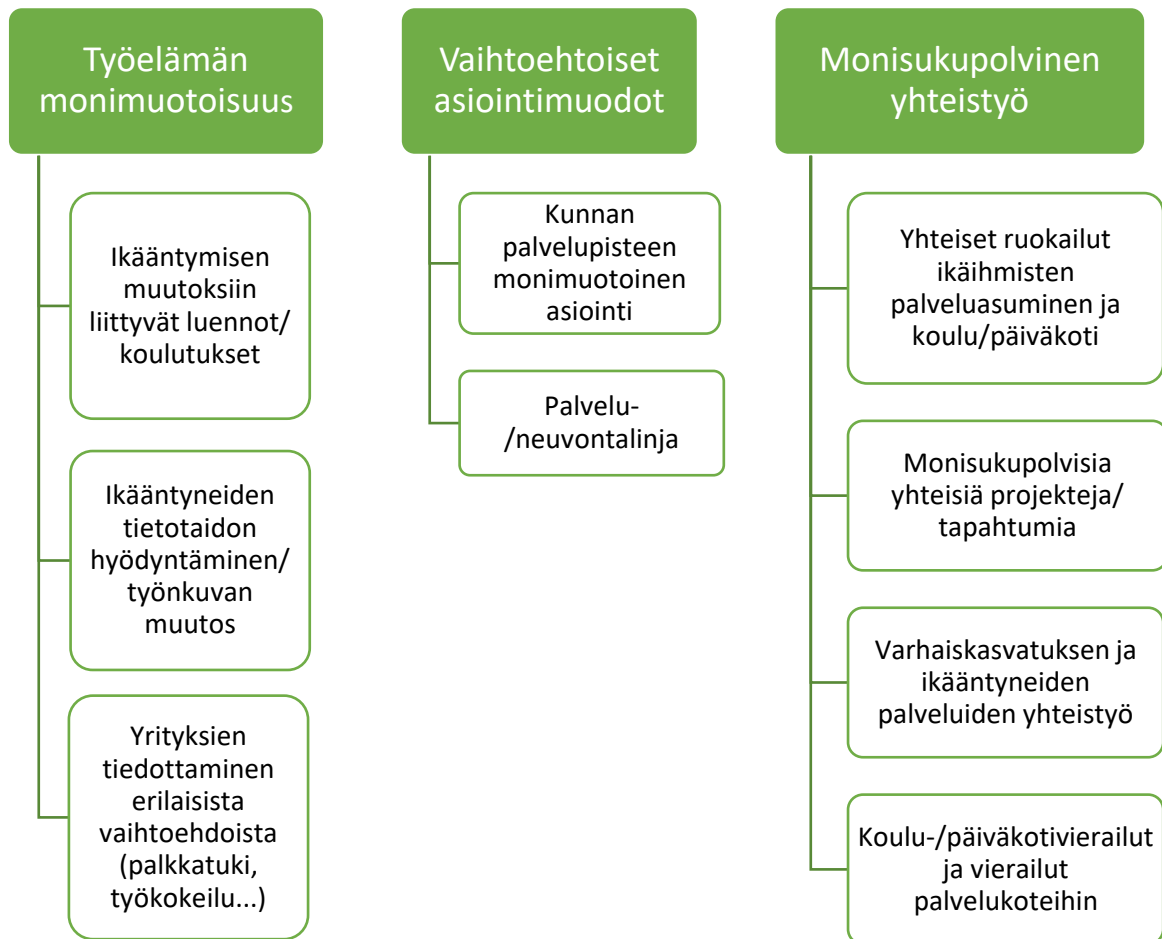 Työelämän
monimuotoisuus
Ikääntymisen
muutoksiin
liittyvät luennot/
koulutukset
Ikääntyneiden
tietotaidon
hyödyntäminen/
työnkuvan
muutos
Yrityksien
tiedottaminen
erilaisista
vaihtoehdoista
(palkkatuki,
työkokeilu...)
Vaihtoehtoiset
asiointimuodot
Kunnan
palvelupisteen
monimuotoinen
asiointi
Palvelu-
/neuvontalinja
Monisukupolvinen
yhteistyö
Yhteiset ruokailut
ikäihmisten
palveluasuminen ja
koulu/päiväkoti
Monisukupolvisia
yhteisiä projekteja/
tapahtumia
Varhaiskasvatuksen ja
ikääntyneiden
palveluiden yhteistyö
Koulu-/päiväkotivierailut
ja vierailut
palvelukoteihin